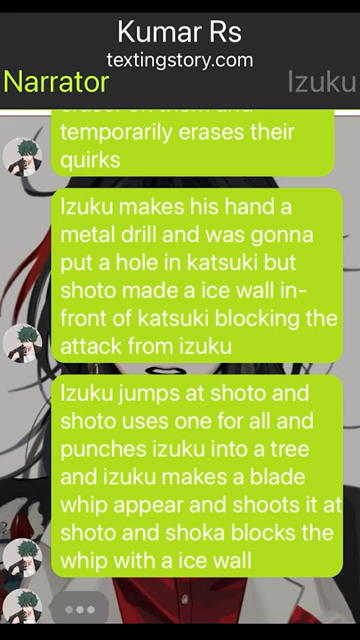 Kumar Rs
textingstory.com
Narrator Izuku
temporarily erases their
quirks
Izuku makes his hand a
metal drill and was gonna
put a hole in katsuki but
shoto made a ice wall in-
front of katsuki blocking the
attack from izuku
Izuku jumps at shoto and
shoto uses one for all and
punches izuku into a tree
and izuku makes a blade
whip appear and shoots it at
shoto and shoka blocks the
whip with a ice wall